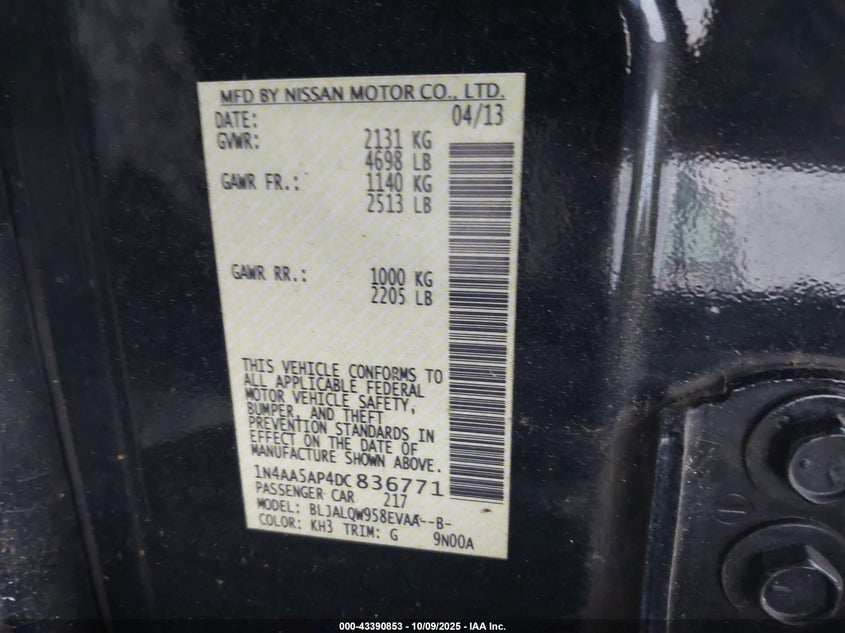 MFD BY NISSAN MOTOR CO., LTD.
DATE: 04/13
GVWR: 2131 KG
4698 LB
GAWR FR.: 1140 KG
2513 LB
GAWR RR.: 1000 KG
2205 LB
THIS VEHICLE CONFORMS TO
ALL APPLICABLE FEDERAL
MOTOR VEHICLE SAFETY,
BUMPER, AND THEFT
PREVENTION STANDARDS IN
EFFECT ON THE DATE OF
MANUFACTURE SHOWN ABOVE.
1N4AA5AP4DC836771
PASSENGER CAR 217
MODEL: BLJALQW958EVAA--B-
COLOR: KH3 TRIM: G 9N00A
000-43390853 - 10/09/2025 - IAA Inc.